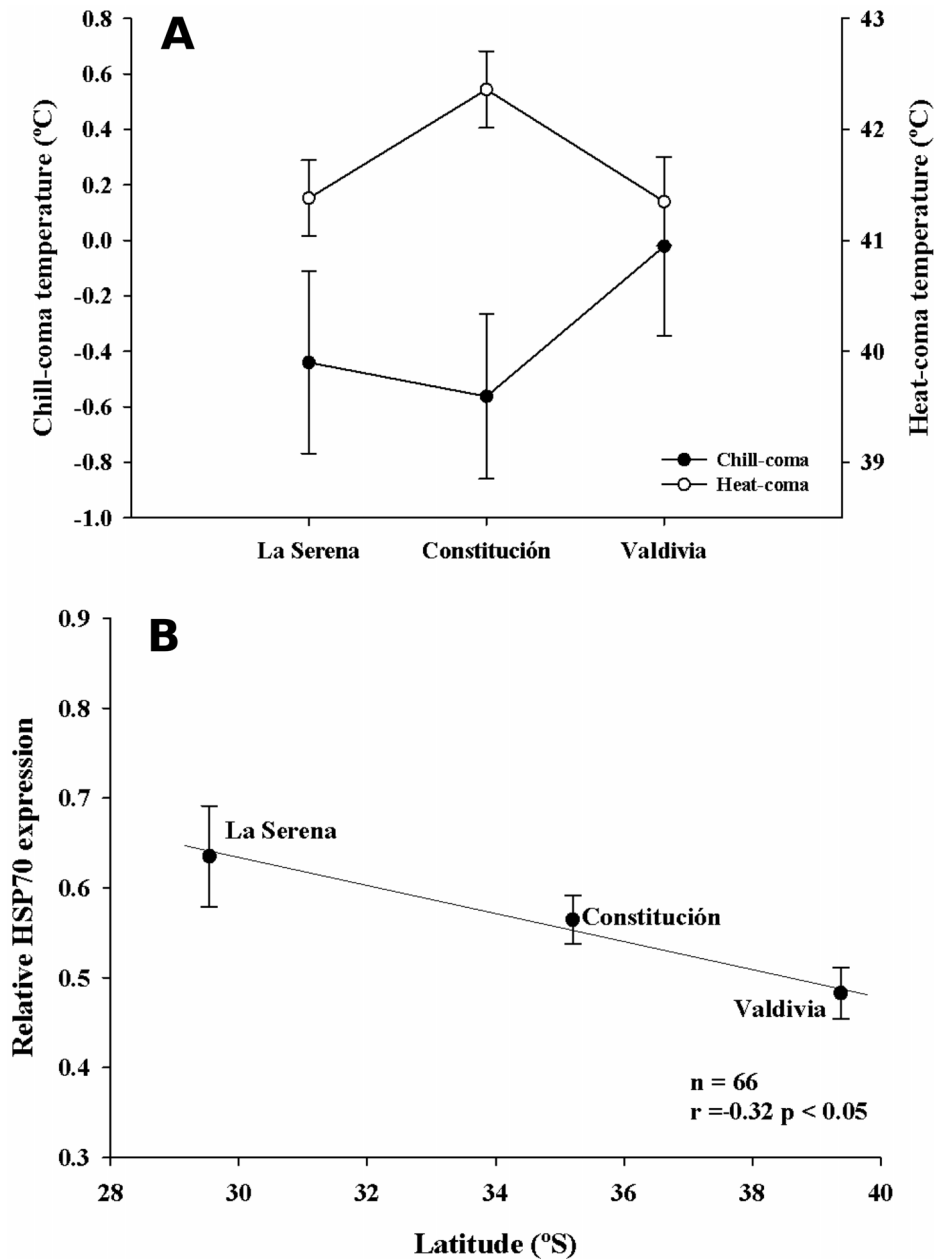 A
Chill-coma temperature (ºC)
0.8
0.6
0.4
0.2
0.0
-0.2
-0.4
-0.6
-0.8
-1.0
43
42
41
40
39
Heat-coma temperature (ºC)
Chill-coma
Heat-coma
La Serena Constitución Valdivia
B
Relative HSP70 expression
0.9
0.8
0.7
0.6
0.5
0.4
0.3
La Serena
Constitución
Valdivia
n = 66
r =-0.32 p < 0.05
28 30 32 34 36 38 40
Latitude (ºS)